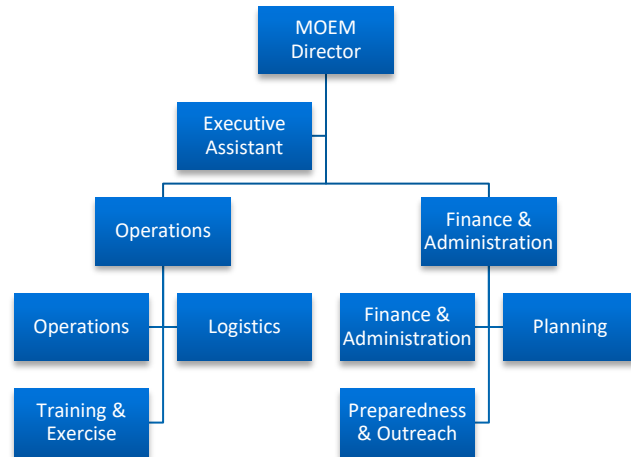 MOEM
Director
Executive
Assistant
Operations
Finance &
Administration
Operations
Logistics
Finance &
Administration
Planning
Training &
Exercise
Preparedness
& Outreach